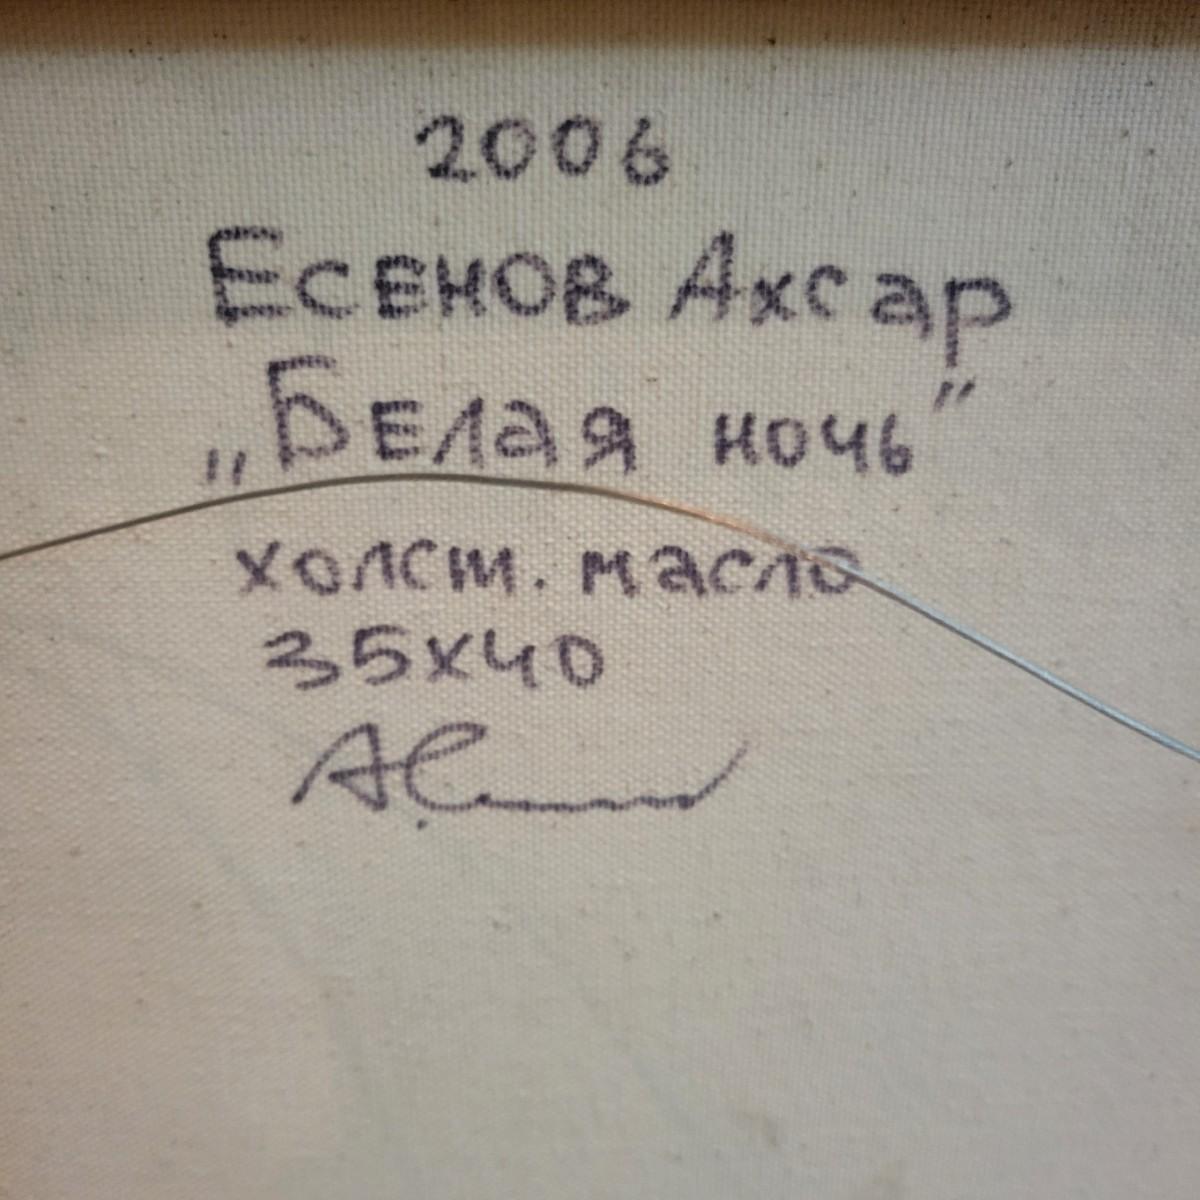 2006
Есенов Ахсар
„Белая ночь”
холст. масло
35х40